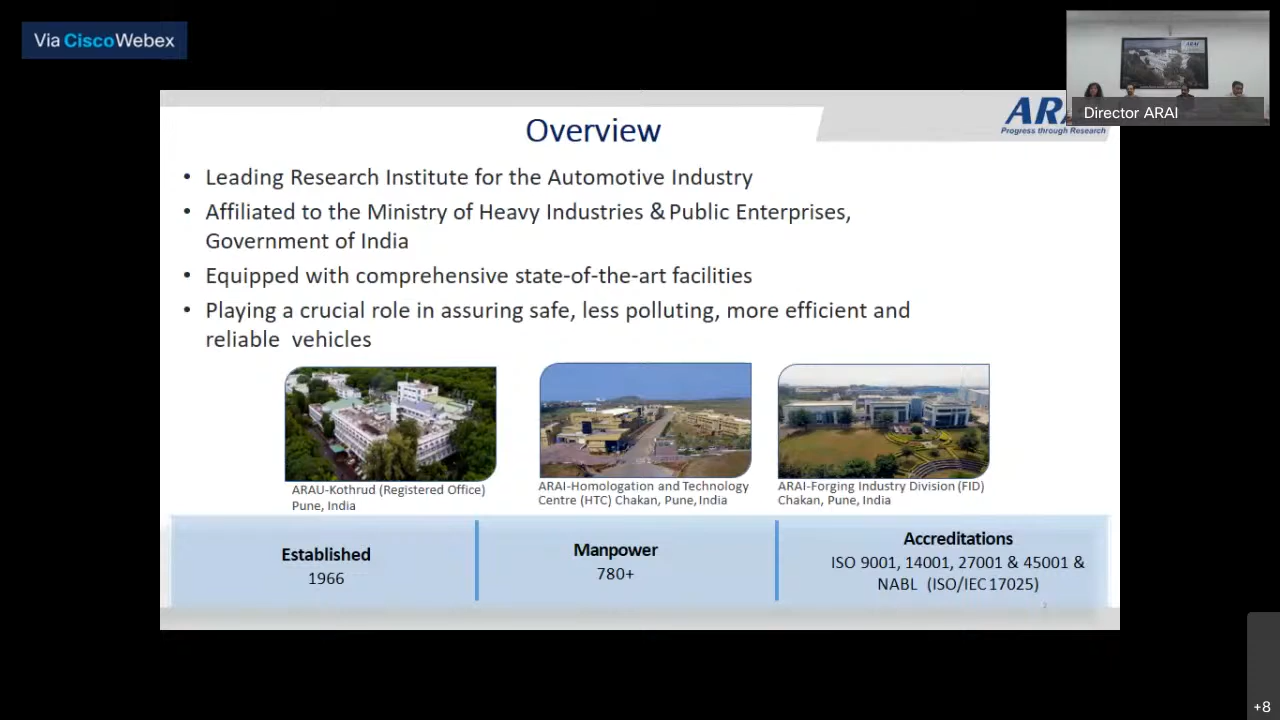 Via CiscoWebex
ARAI
Director ARAI
Overview
AR
Progress through Research
• Leading Research Institute for the Automotive Industry
• Affiliated to the Ministry of Heavy Industries & Public Enterprises,
Government of India
• Equipped with comprehensive state-of-the-art facilities
• Playing a crucial role in assuring safe, less polluting, more efficient and
reliable vehicles
ARAU-Kothrud (Registered Office)
Pune, India
ARAI-Homologation and Technology
Centre (HTC) Chakan, Pune, India
ARAI-Forging Industry Division (FID)
Chakan, Pune, India
Established
1966
Manpower
780+
Accreditations
ISO 9001, 14001, 27001 & 45001 &
NABL (ISO/IEC 17025)
2
+8